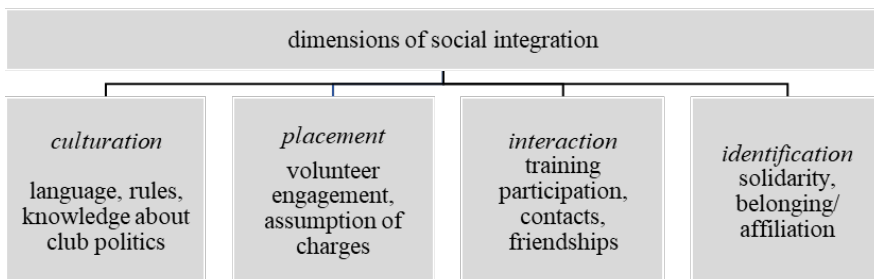 dimensions of social integration
culturation
language, rules,
knowledge about
club politics
placement
volunteer
engagement,
assumption of
charges
interaction
training
participation,
contacts,
friendships
identification
solidarity,
belonging/
affiliation